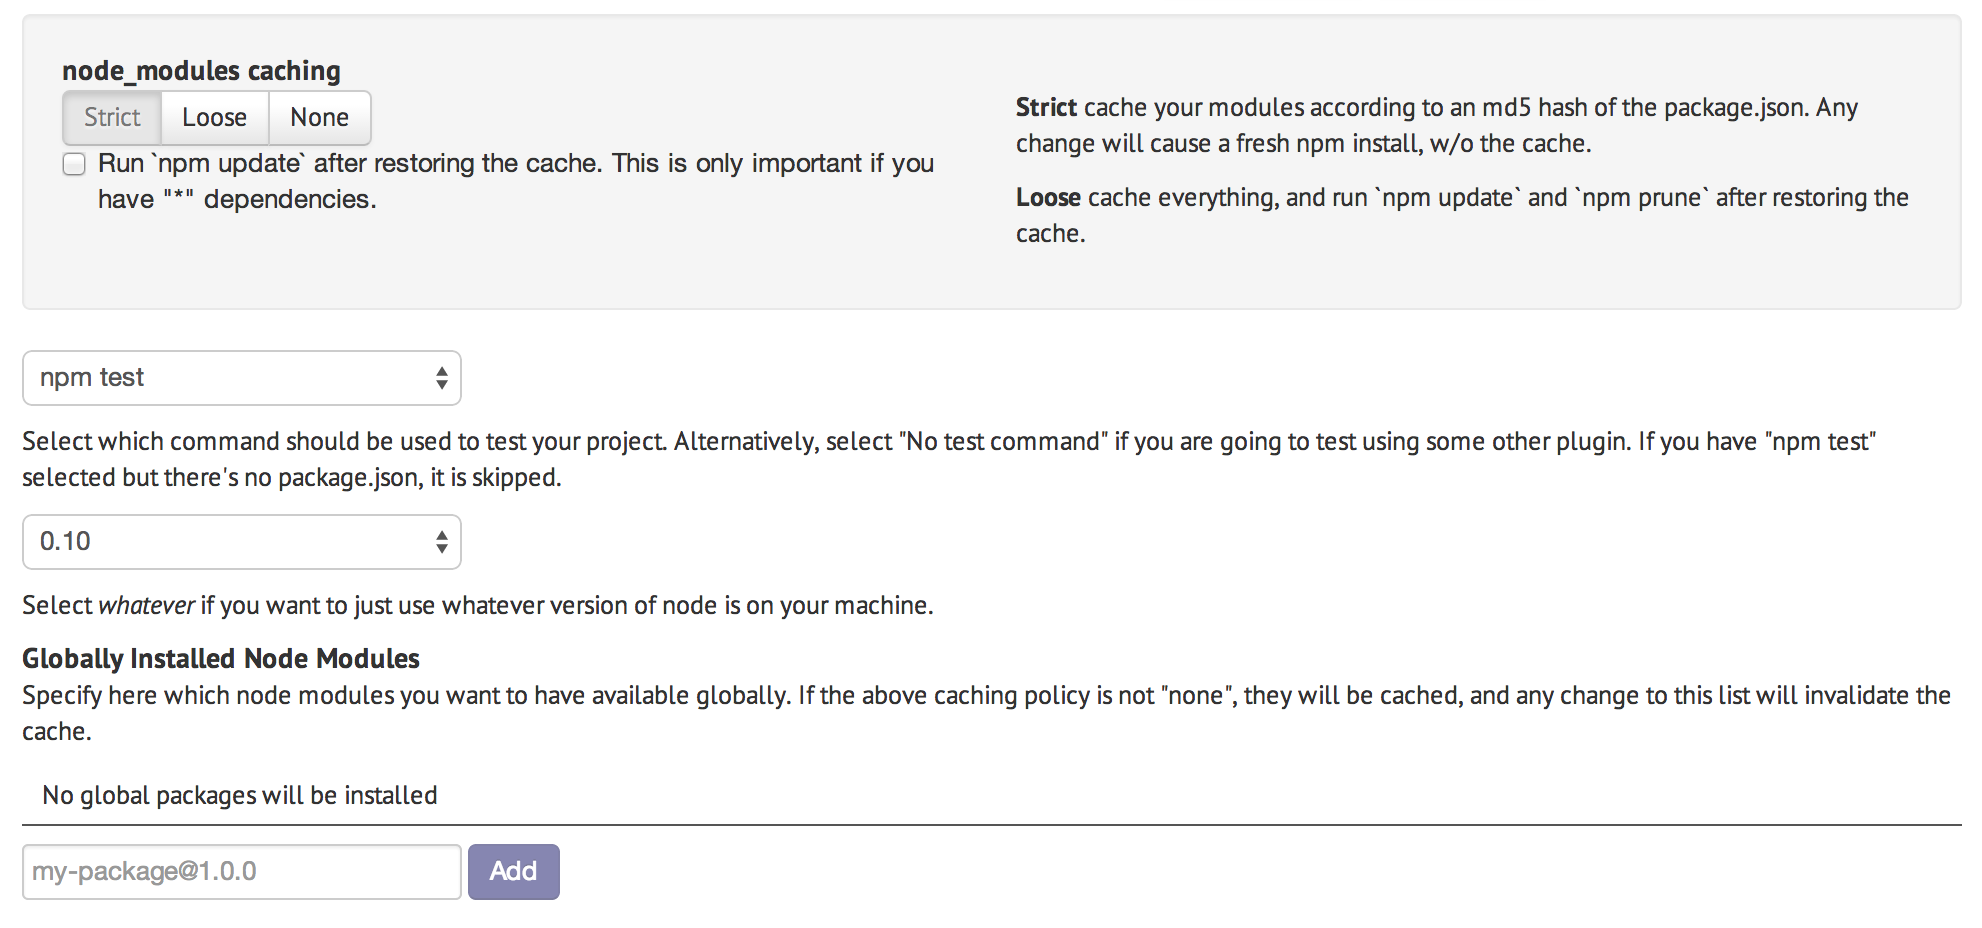 node_modules caching
Strict Loose None
Run `npm update` after restoring the cache. This is only important if you
have "*" dependencies.
Strict cache your modules according to an md5 hash of the package.json. Any
change will cause a fresh npm install, w/o the cache.
Loose cache everything, and run `npm update` and `npm prune` after restoring the
cache.
npm test
Select which command should be used to test your project. Alternatively, select "No test command" if you are going to test using some other plugin. If you have "npm test"
selected but there's no package.json, it is skipped.
0.10
Select whatever if you want to just use whatever version of node is on your machine.
Globally Installed Node Modules
Specify here which node modules you want to have available globally. If the above caching policy is not "none", they will be cached, and any change to this list will invalidate the
cache.
No global packages will be installed
my-package@1.0.0 Add